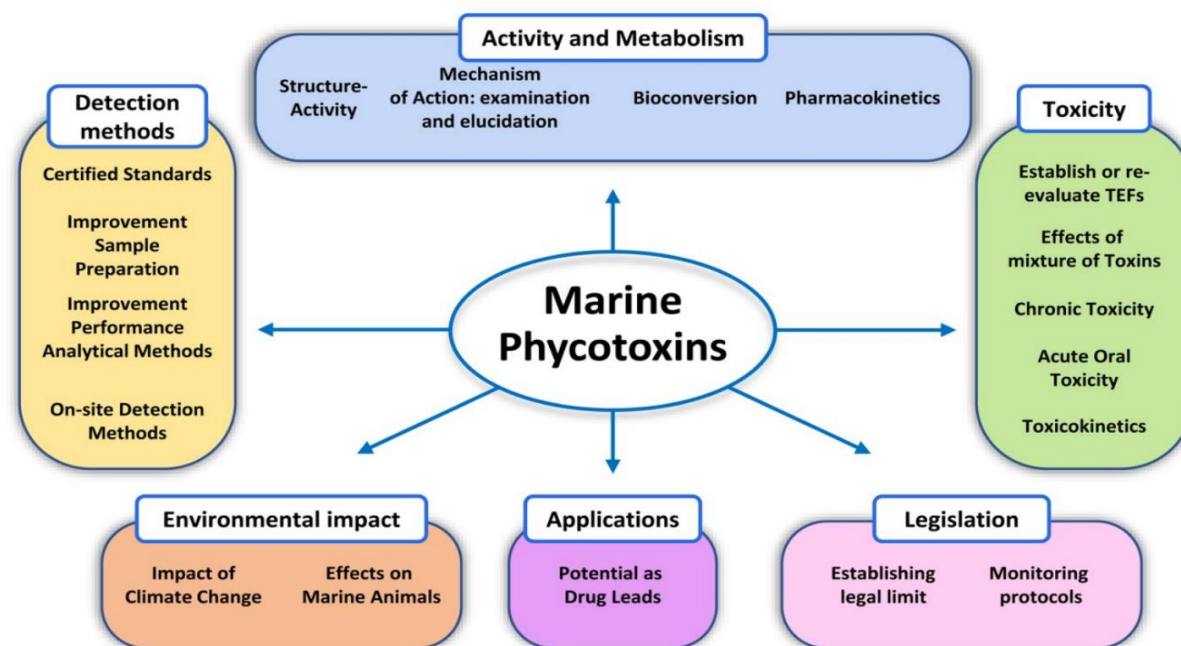 Activity and Metabolism
Structure-
Activity
Mechanism
of Action: examination
and elucidation
Bioconversion
Pharmacokinetics
Detection
methods
Certified Standards
Improvement
Sample
Preparation
Improvement
Performance
Analytical Methods
On-site Detection
Methods
Toxicity
Establish or re-
evaluate TEFs
Effects of
mixture of Toxins
Chronic Toxicity
Acute Oral
Toxicity
Toxicokinetics
Marine
Phycotoxins
Environmental impact
Impact of
Climate Change
Effects on
Marine Animals
Applications
Potential as
Drug Leads
Legislation
Establishing
legal limit
Monitoring
protocols